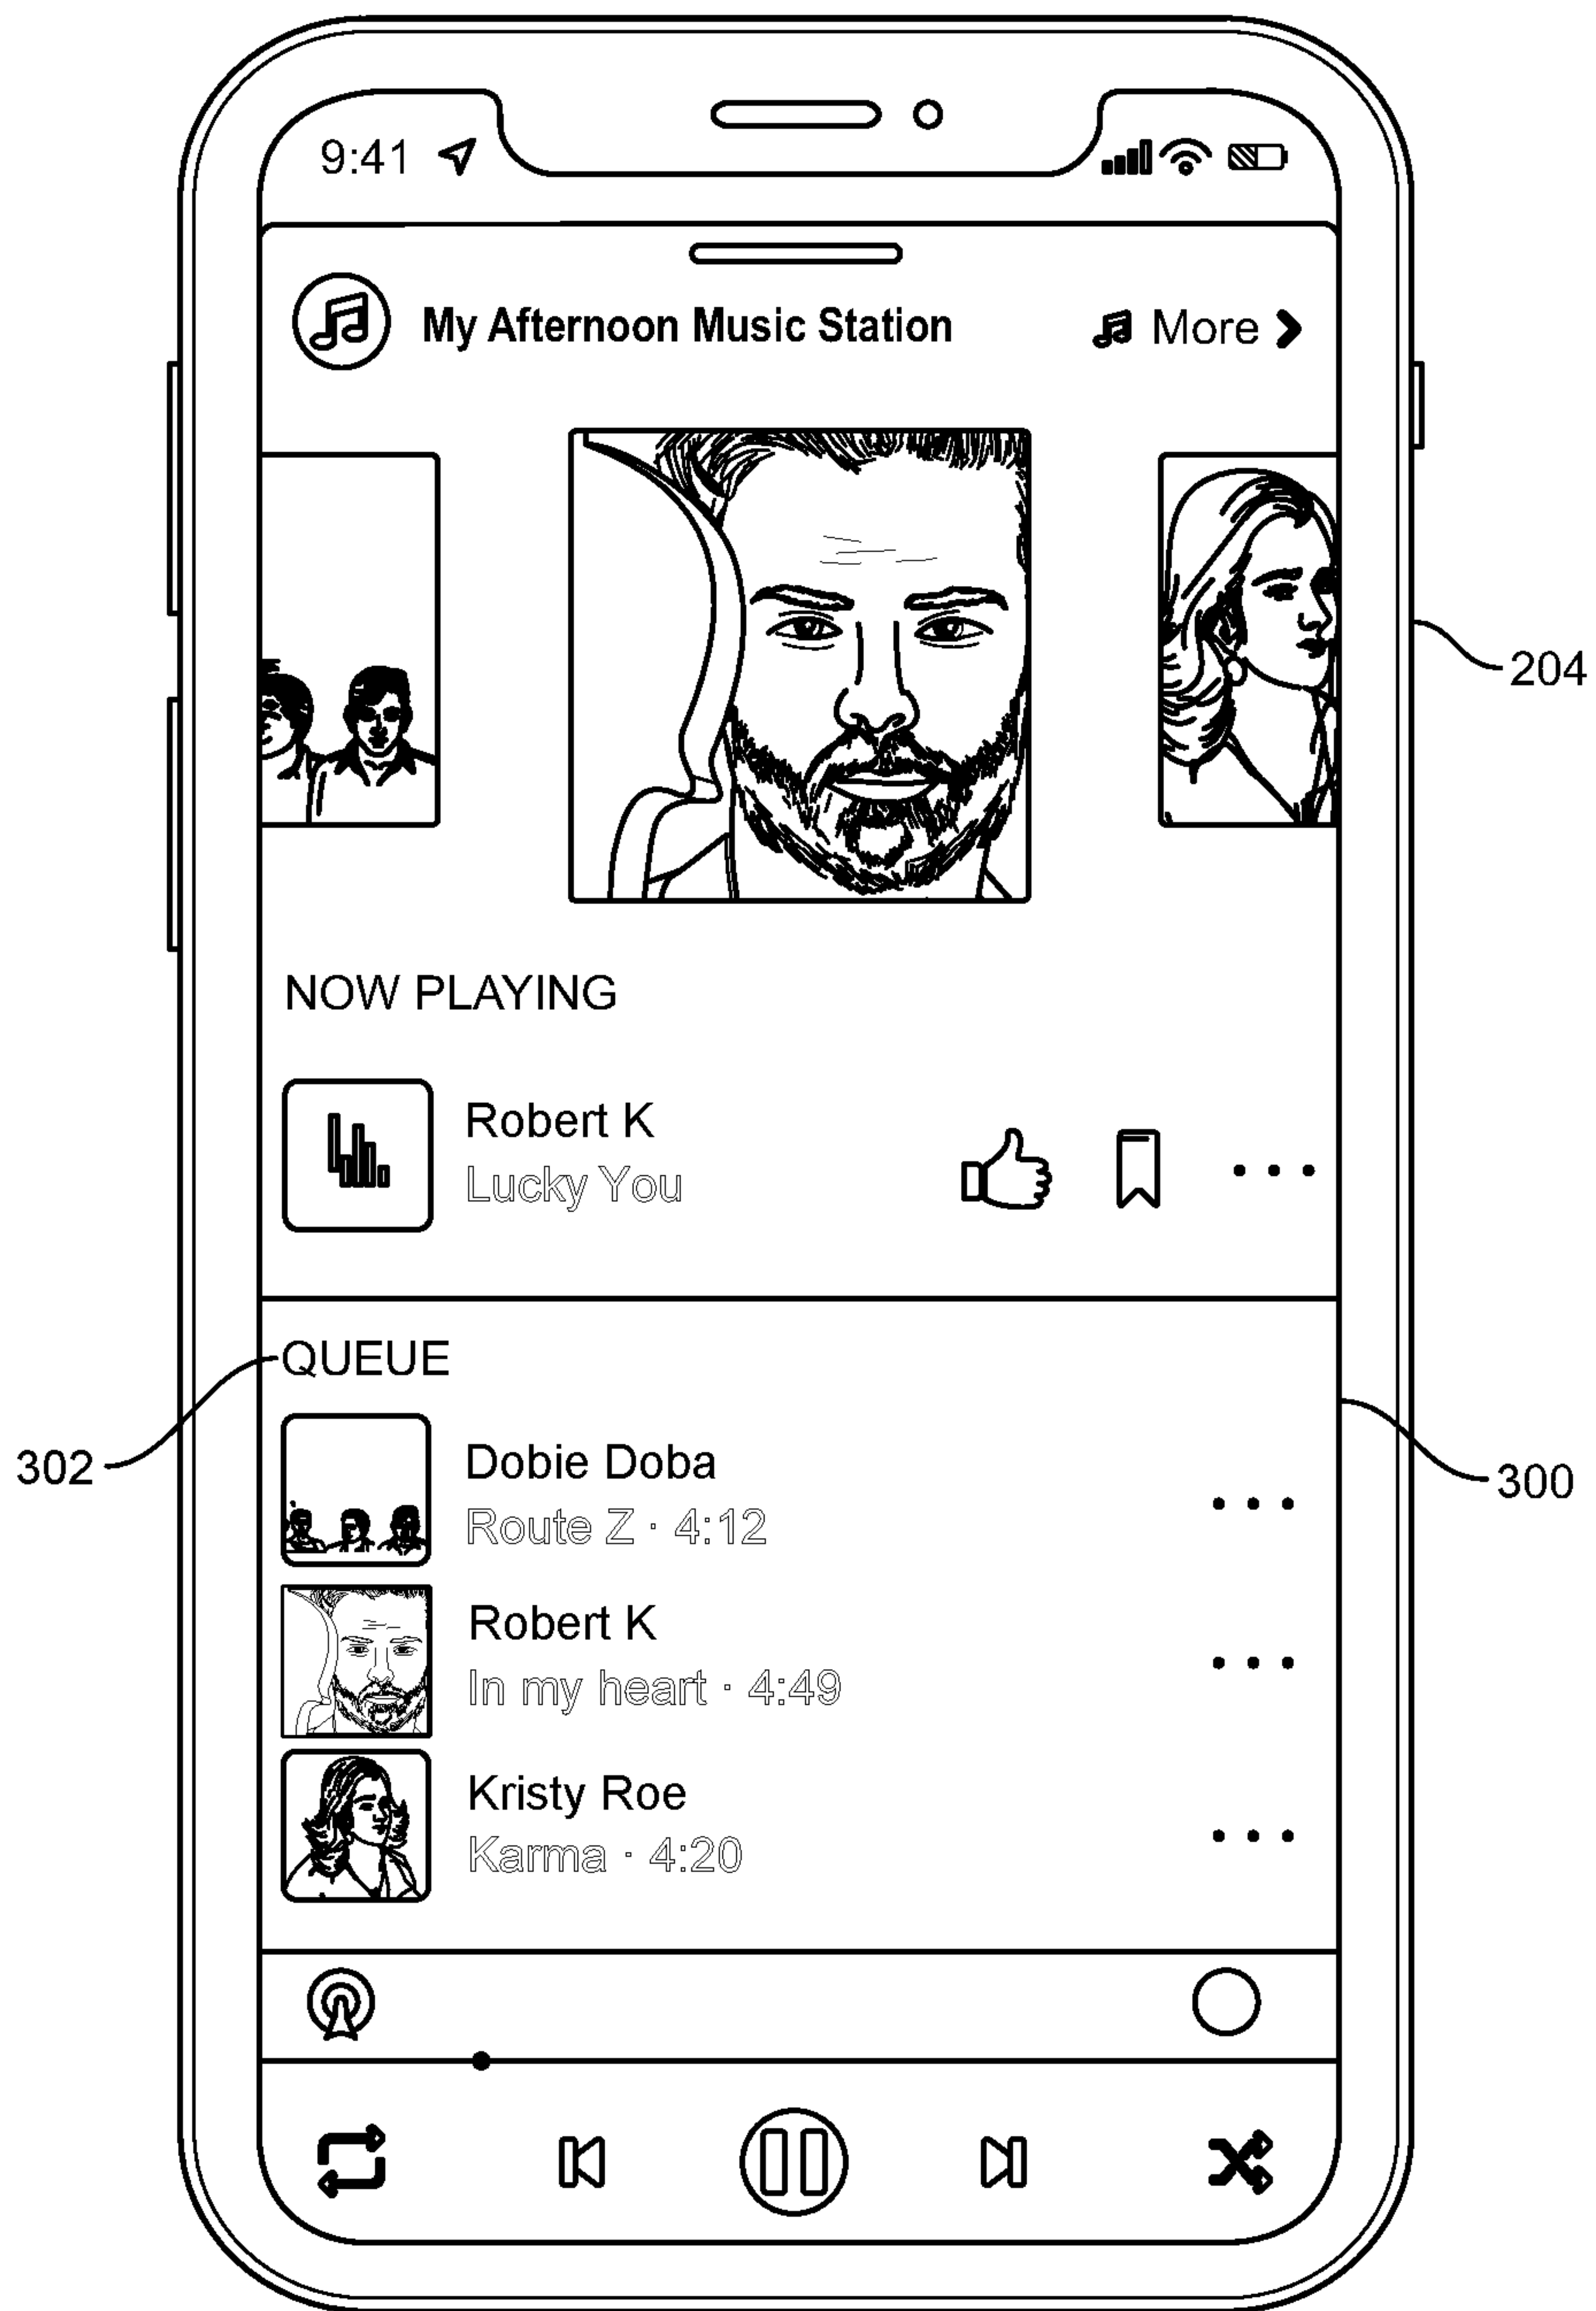 9:41
My Afternoon Music Station
More
204
NOW PLAYING
Robert K
Lucky You
QUEUE
302
300
Dobie Doba
Route Z · 4:12
Robert K
In my heart · 4:49
Kristy Roe
Karma · 4:20